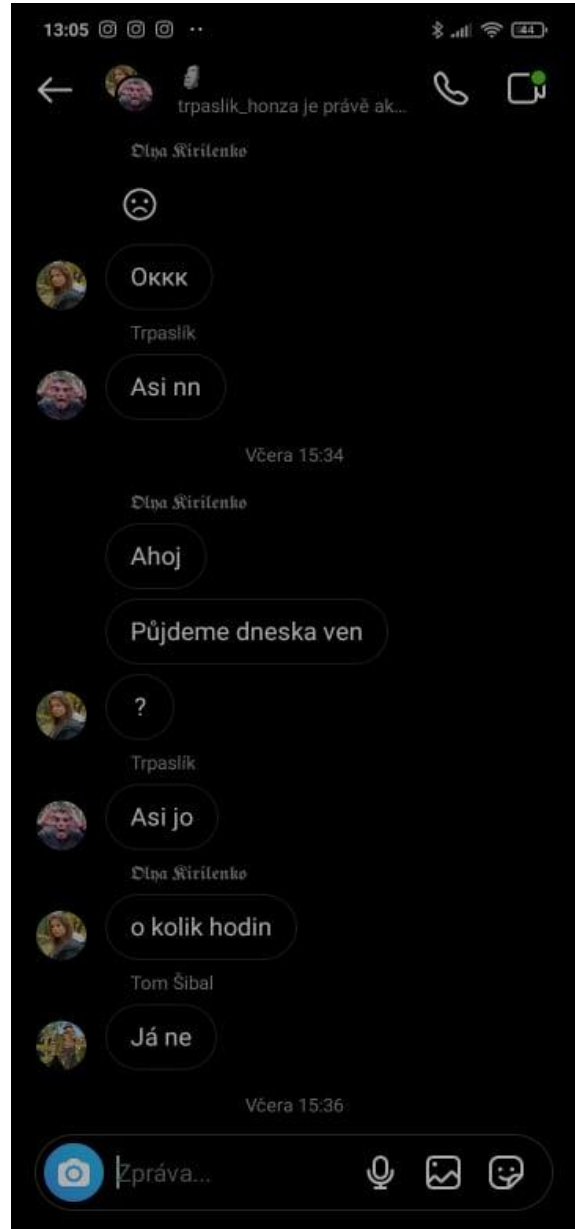 13:05
44
trpaslik_honza je právě ak...
𝔒𝔩𝔶𝔞 𝔎𝔦𝔯𝔦𝔩𝔢𝔫𝔨𝔬
Оккк
Trpaslík
Asi nn
Včera 15:34
𝔒𝔩𝔶𝔞 𝔎𝔦𝔯𝔦𝔩𝔢𝔫𝔨𝔬
Ahoj
Půjdeme dneska ven
?
Trpaslík
Asi jo
𝔒𝔩𝔶𝔞 𝔎𝔦𝔯𝔦𝔩𝔢𝔫𝔨𝔬
o kolik hodin
Tom Šibal
Já ne
Včera 15:36
Zpráva...